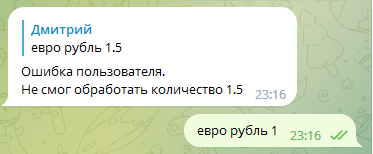 Дмитрий
евро рубль 1.5
Ошибка пользователя.
Не смог обработать количество 1.5
23:16
евро рубль 1
23:16